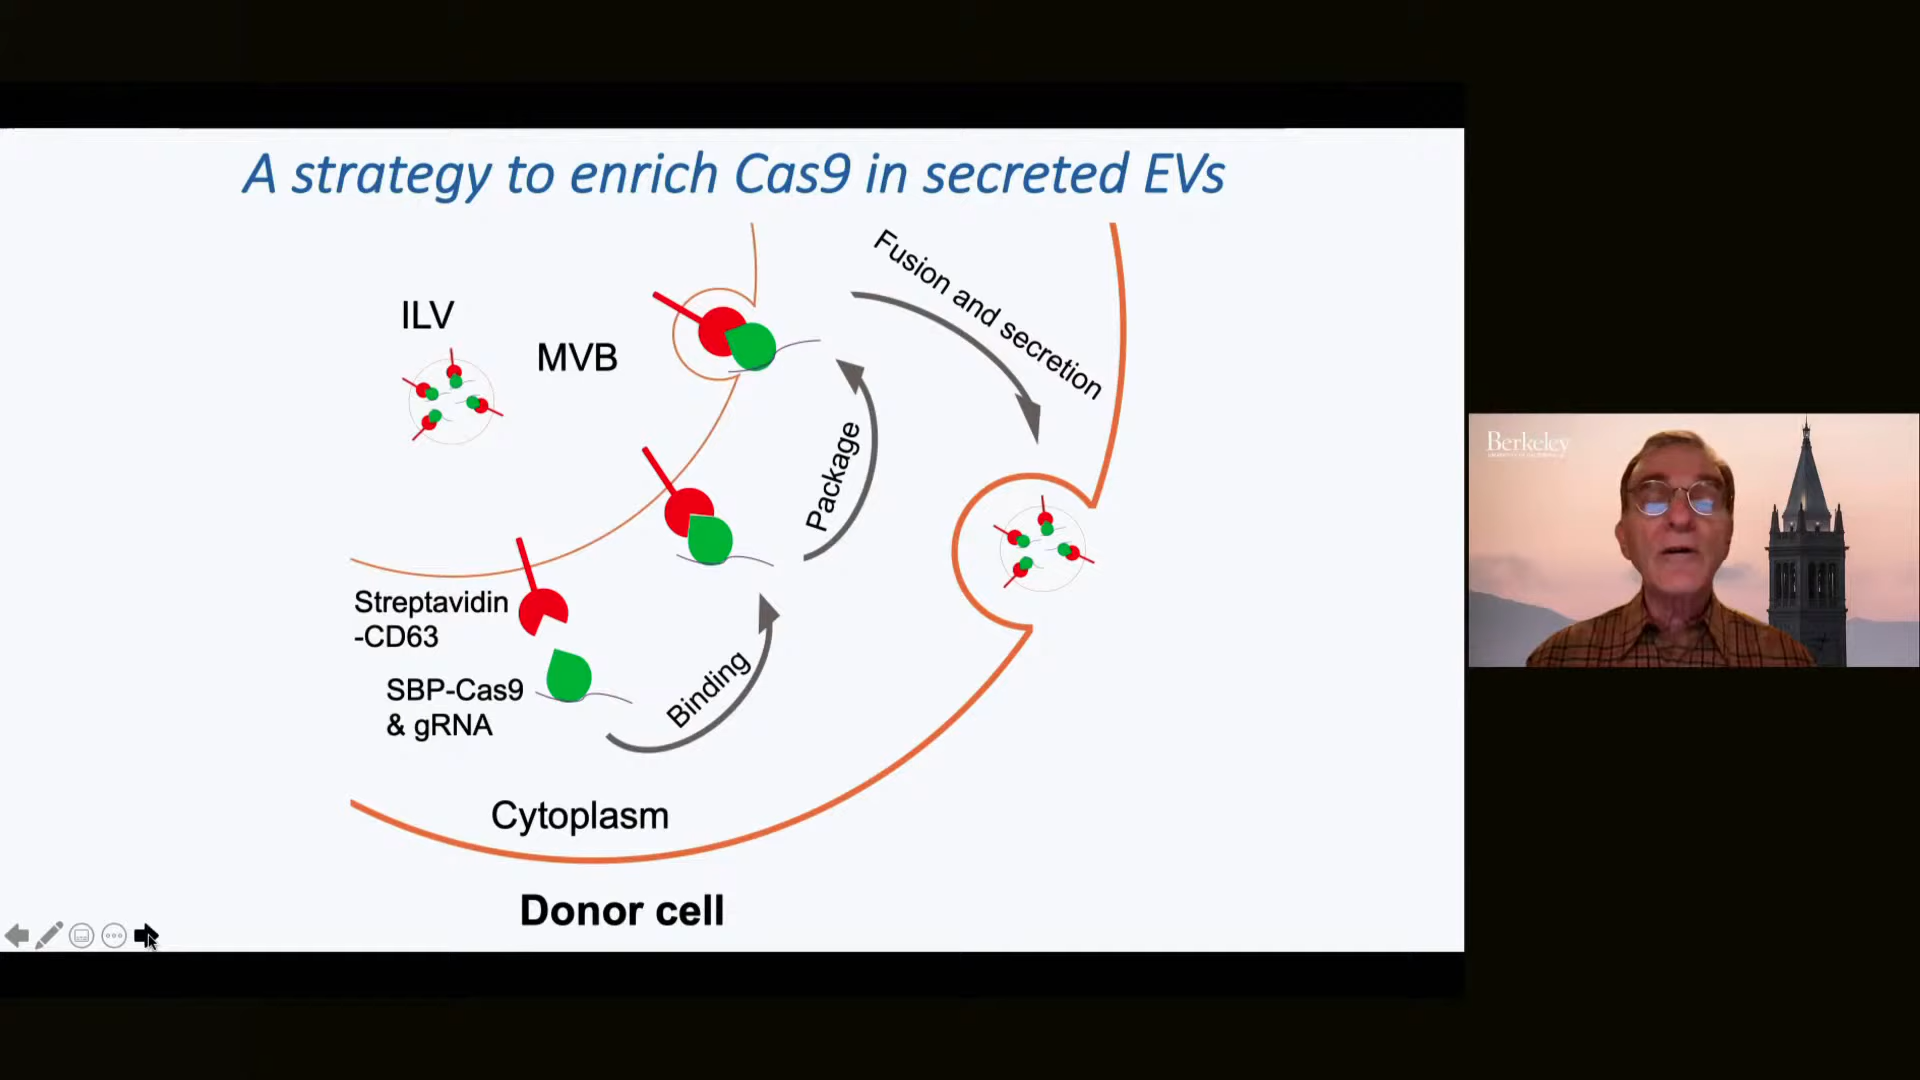 A strategy to enrich Cas9 in secreted EVs
Fusion and secretion
ILV
MVB
Package
Streptavidin
-CD63
SBP-Cas9
& gRNA
Binding
Cytoplasm
Donor cell
Berkeley